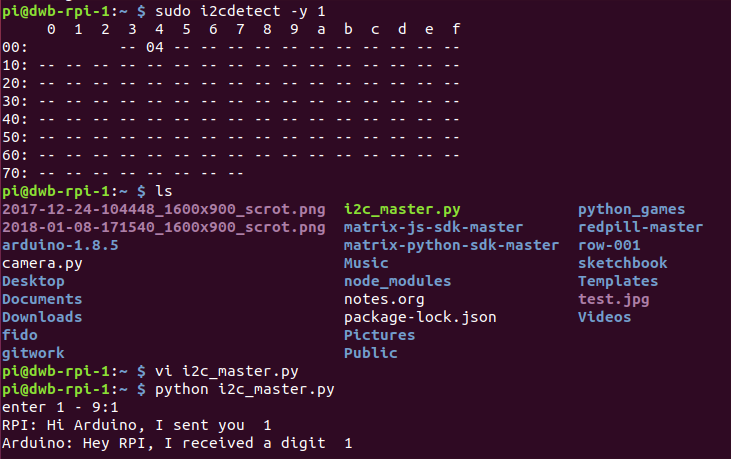 pi@dwb-rpi-1:~ $ sudo i2cdetect -y 1
     0  1  2  3  4  5  6  7  8  9  a  b  c  d  e  f
00:          -- 04 -- -- -- -- -- -- -- -- -- -- --
10: -- -- -- -- -- -- -- -- -- -- -- -- -- -- -- --
20: -- -- -- -- -- -- -- -- -- -- -- -- -- -- -- --
30: -- -- -- -- -- -- -- -- -- -- -- -- -- -- -- --
40: -- -- -- -- -- -- -- -- -- -- -- -- -- -- -- --
50: -- -- -- -- -- -- -- -- -- -- -- -- -- -- -- --
60: -- -- -- -- -- -- -- -- -- -- -- -- -- -- -- --
70: -- -- -- -- -- -- -- --
pi@dwb-rpi-1:~ $ ls
2017-12-24-104448_1600x900_scrot.png  i2c_master.py             python_games
2018-01-08-171540_1600x900_scrot.png  matrix-js-sdk-master      redpill-master
arduino-1.8.5                         matrix-python-sdk-master  row-001
camera.py                             Music                     sketchbook
Desktop                               node_modules              Templates
Documents                             notes.org                 test.jpg
Downloads                             package-lock.json         Videos
fido                                  Pictures
gitwork                               Public
pi@dwb-rpi-1:~ $ vi i2c_master.py
pi@dwb-rpi-1:~ $ python i2c_master.py
enter 1 - 9:1
RPI: Hi Arduino, I sent you  1
Arduino: Hey RPI, I received a digit  1